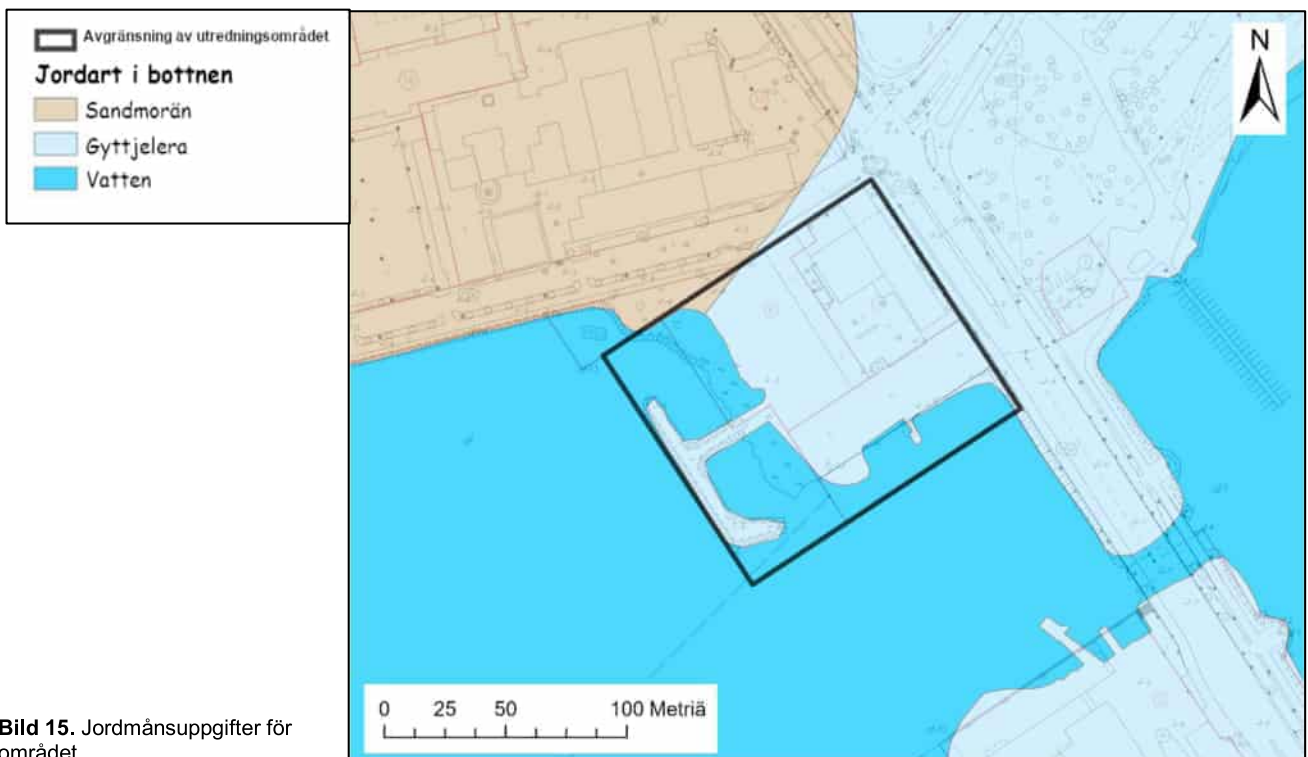 Avgränsning av utredningsområdet
Jordart i bottnen
Sandmorän
Gyttjelera
Vatten
N
0 25 50 100 Metriä
Bild 15. Jordmånsuppgifter för
området